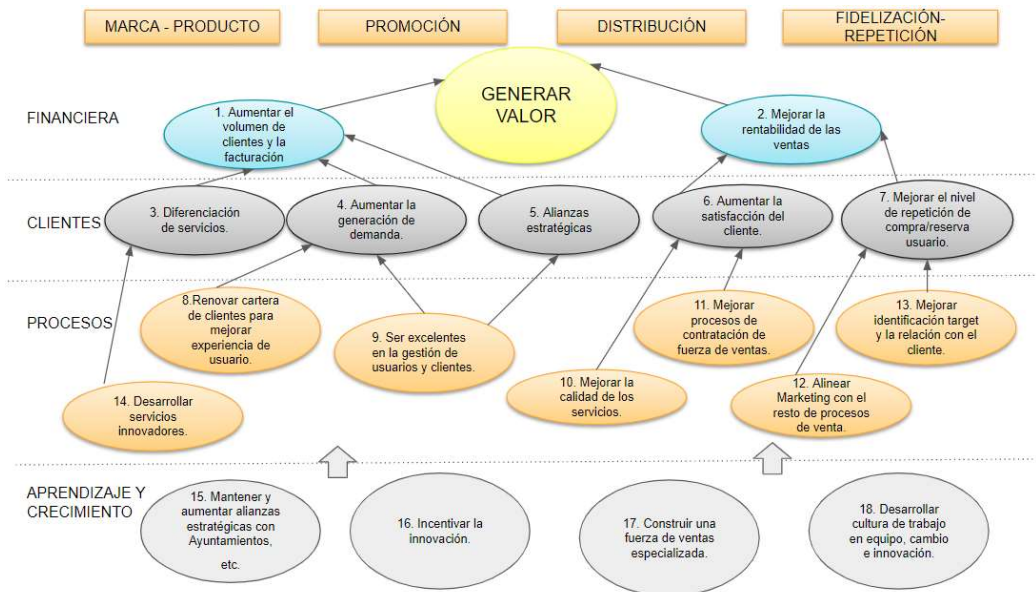 MARCA - PRODUCTO
PROMOCIÓN
DISTRIBUCIÓN
FIDELIZACIÓN-
REPETICIÓN
GENERAR
VALOR
FINANCIERA
1. Aumentar el
volumen de
clientes y la
facturación
2. Mejorar la
rentabilidad de las
ventas
CLIENTES
3. Diferenciación
de servicios.
4. Aumentar la
generación de
demanda.
5. Alianzas
estratégicas
6. Aumentar la
satisfacción del
cliente.
7. Mejorar el nivel
de repetición de
compra/reserva
usuario.
PROCESOS
8.Renovar cartera
de clientes para
mejorar
experiencia de
usuario.
9. Ser excelentes
en la gestión de
usuarios y clientes.
11. Mejorar
procesos de
contratación de
fuerza de ventas.
13. Mejorar
identificación target
y la relación con el
cliente.
14. Desarrollar
servicios
innovadores.
10. Mejorar la
calidad de los
servicios.
12. Alinear
Marketing con el
resto de procesos
de venta.
APRENDIZAJE Y
CRECIMIENTO
15. Mantener y
aumentar alianzas
estratégicas con
Ayuntamientos,
etc.
16. Incentivar la
innovación.
17. Construir una
fuerza de ventas
especializada.
18. Desarrollar
cultura de trabajo
en equipo, cambio
e innovación.